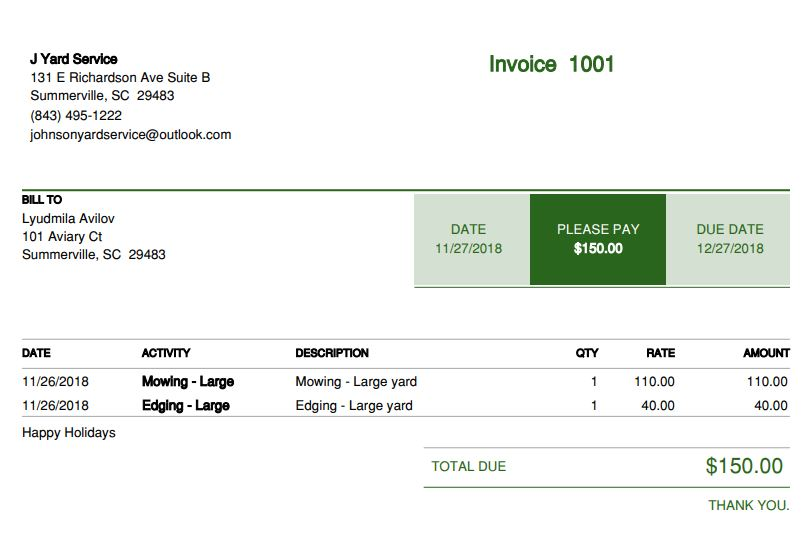 J Yard Service
131 E Richardson Ave Suite B
Summerville, SC  29483
(843) 495-1222
johnsonyardservice@outlook.com
Invoice  1001
BILL TO
Lyudmila Avilov
101 Aviary Ct
Summerville, SC  29483
DATE
11/27/2018
PLEASE PAY
$150.00
DUE DATE
12/27/2018
DATE ACTIVITY DESCRIPTION QTY RATE AMOUNT
11/26/2018 Mowing - Large Mowing - Large yard 1 110.00 110.00
11/26/2018 Edging - Large Edging - Large yard 1 40.00 40.00
Happy Holidays
TOTAL DUE $150.00
THANK YOU.